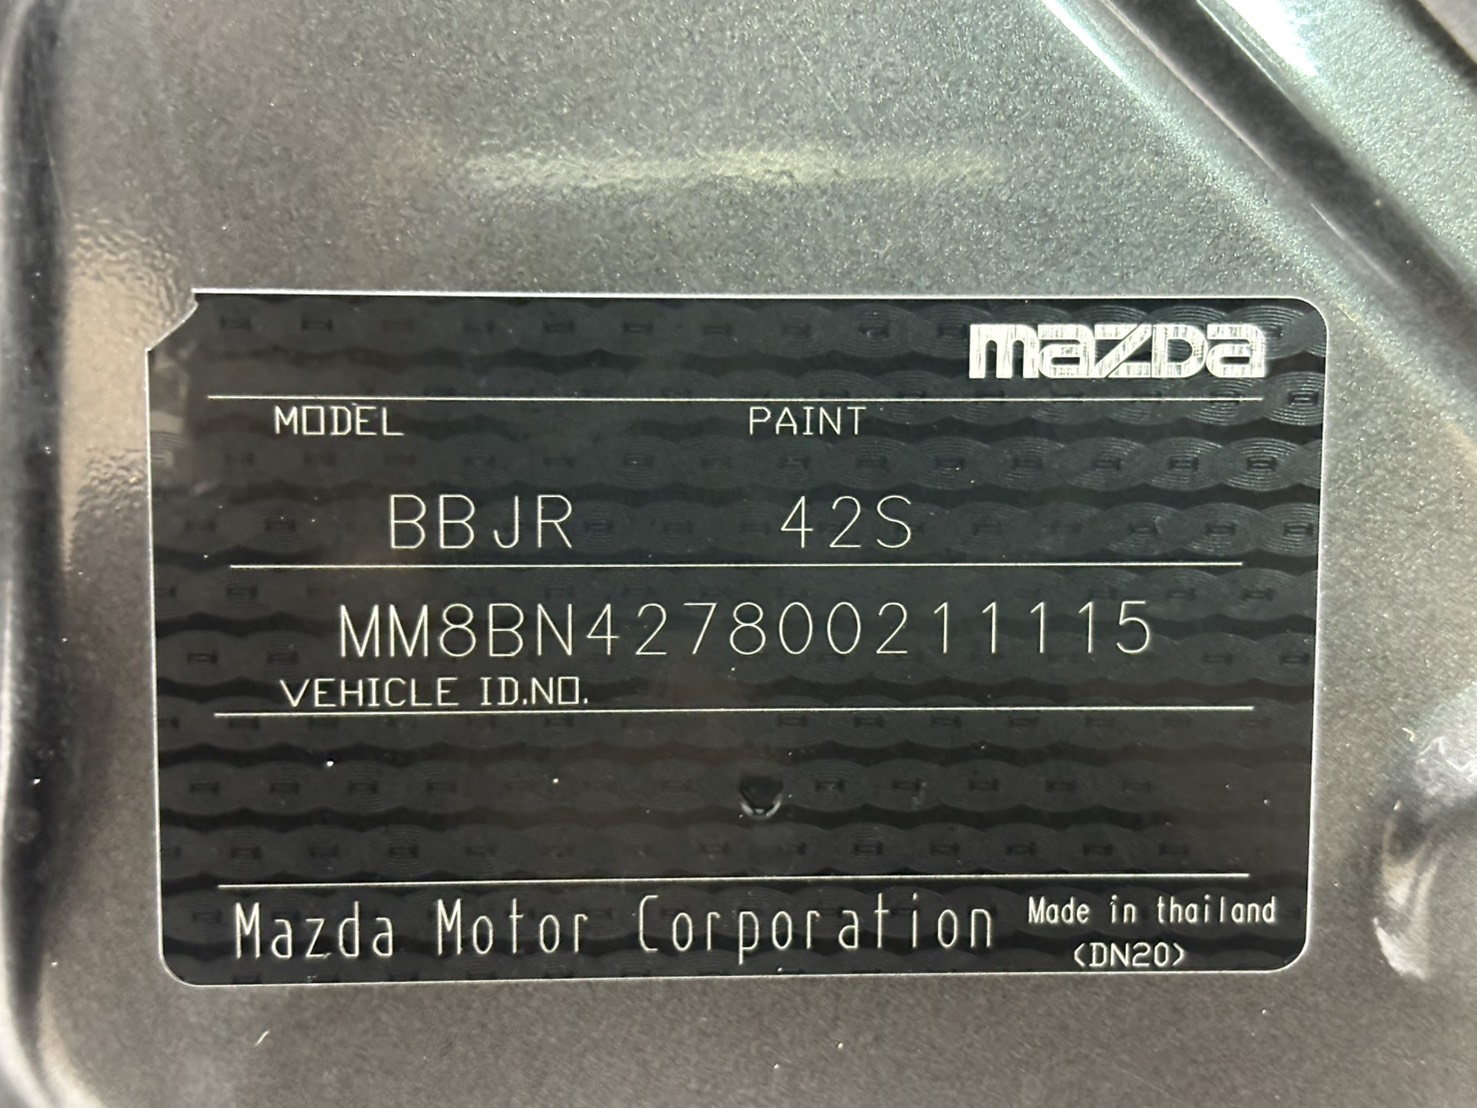 mazda
MODEL PAINT
BBJR 42S
MM8BN427800211115
VEHICLE ID.NO.
Mazda Motor Corporation Made in thailand
<DN20>